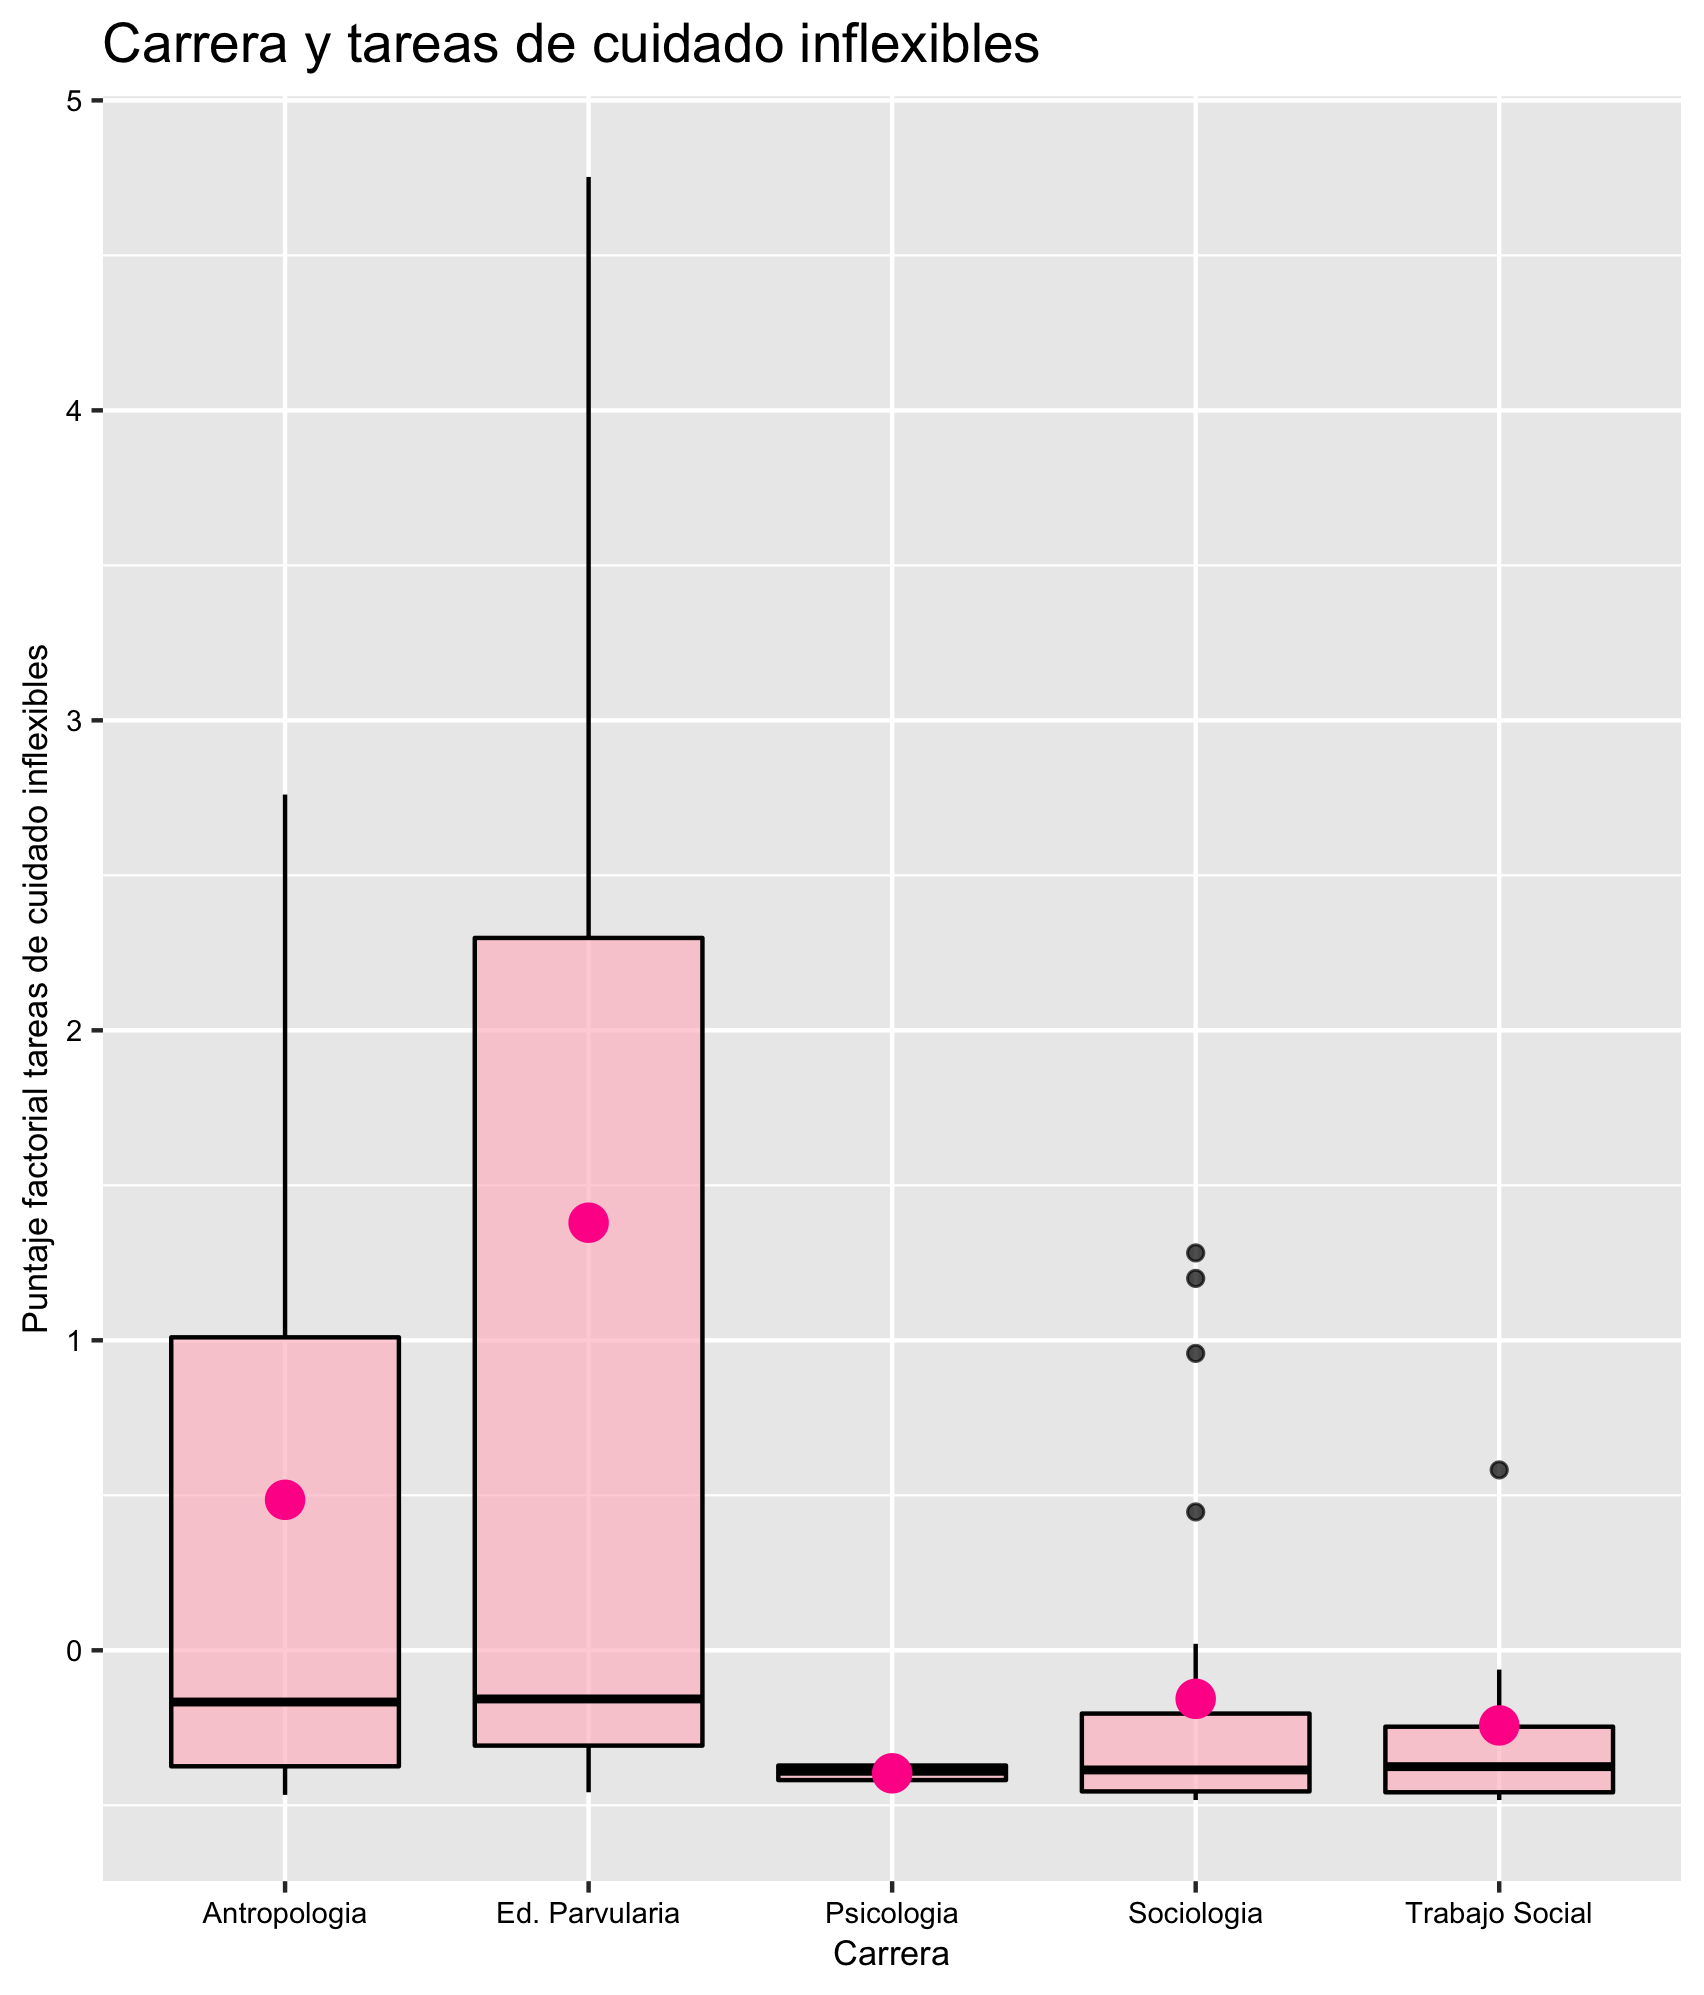 Carrera y tareas de cuidado inflexibles
Puntaje factorial tareas de cuidado inflexibles
5
4
3
2
1
0
Antropologia
Ed. Parvularia
Psicologia
Sociologia
Trabajo Social
Carrera